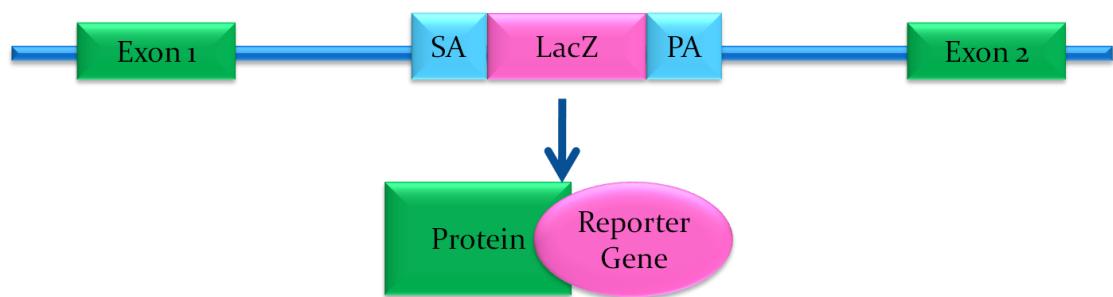 Exon 1
SA
LacZ
PA
Exon 2
Protein
Reporter
Gene